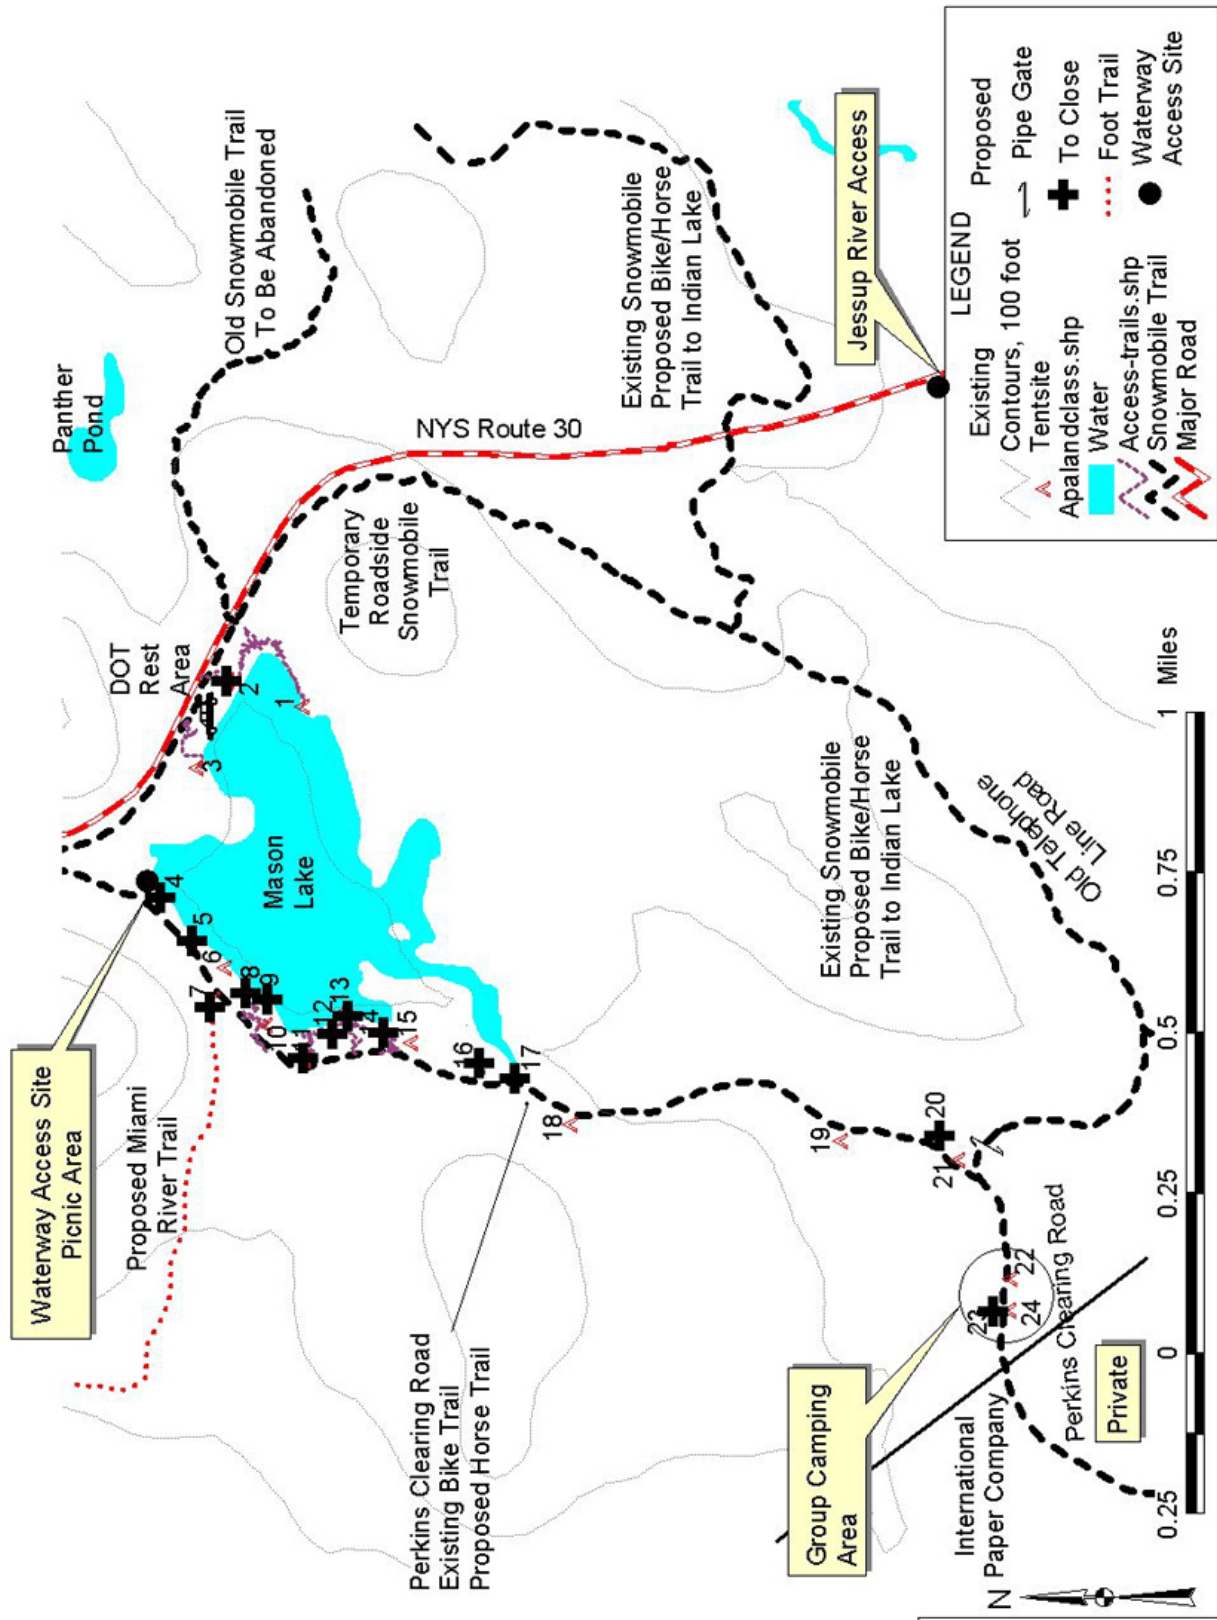 Waterway Access Site
Picnic Area
Proposed Miami
River Trail
Panther
Pond
Old Snowmobile Trail
To Be Abandoned
DOT
Rest
Area
Mason
Lake
Temporary
Roadside
Snowmobile
Trail
NYS Route 30
Existing Snowmobile
Proposed Bike/Horse
Trail to Indian Lake
Jessup River Access
Perkins Clearing Road
Existing Bike Trail
Proposed Horse Trail
Existing Snowmobile
Proposed Bike/Horse
Trail to Indian Lake
Old Telephone
Line Road
Group Camping
Area
International
Paper Company
Perkins Clearing Road
Private
1
2
3
4
5
6
7
8
9
10
11
12
13
14
15
16
17
18
19
20
21
22
23
24
LEGEND
Existing
Contours, 100 foot
Tentsite
Apalandclass.shp
Water
Access-trails.shp
Snowmobile Trail
Major Road
Proposed
Pipe Gate
To Close
Foot Trail
Waterway
Access Site
N
0.25 0 0.25 0.5 0.75 1 Miles